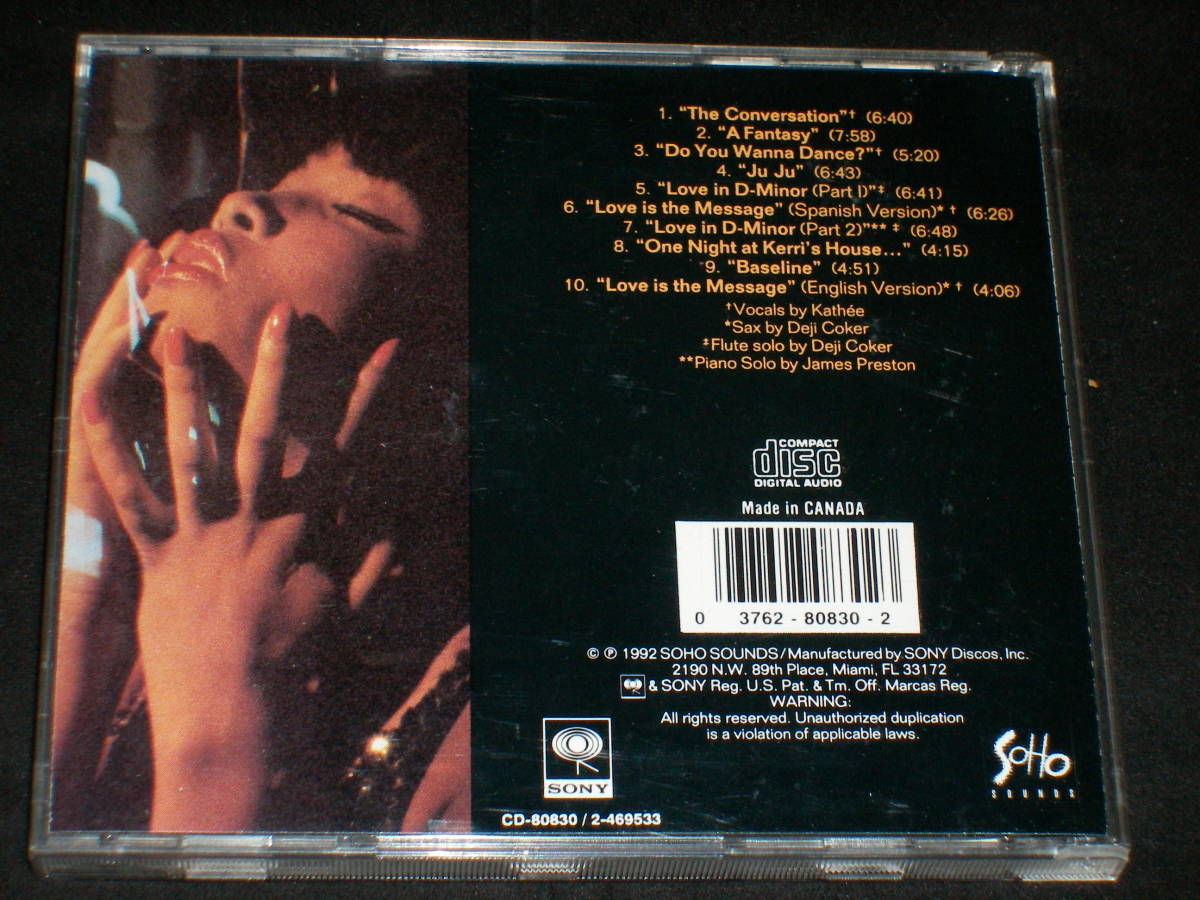 1. “The Conversation”† (6:40)
2. “A Fantasy” (7:58)
3. “Do You Wanna Dance?”† (5:20)
4. “Ju Ju” (6:43)
5. “Love in D-Minor (Part I)”‡ (6:41)
6. “Love is the Message” (Spanish Version)* † (6:26)
7. “Love in D-Minor (Part 2)”** ‡ (6:48)
8. “One Night at Kerri's House...” (4:15)
9. “Baseline” (4:51)
10. “Love is the Message” (English Version)* † (4:06)
†Vocals by Kathée
*Sax by Deji Coker
‡Flute solo by Deji Coker
**Piano Solo by James Preston
COMPACT
disc
DIGITAL AUDIO
Made in CANADA
0 3762 - 80830 - 2
© ℗ 1992 SOHO SOUNDS/Manufactured by SONY Discos, Inc.
2190 N.W. 89th Place, Miami, FL 33172
& SONY Reg. U.S. Pat. & Tm. Off. Marcas Reg.
WARNING:
All rights reserved. Unauthorized duplication
is a violation of applicable laws.
SONY
SoHo
SOUNDS
CD-80830 / 2-469533